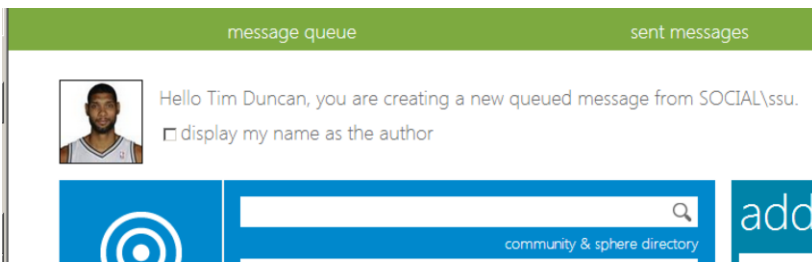 message queue
sent messages
Hello Tim Duncan, you are creating a new queued message from SOCIAL\ssu.
display my name as the author
community & sphere directory
add